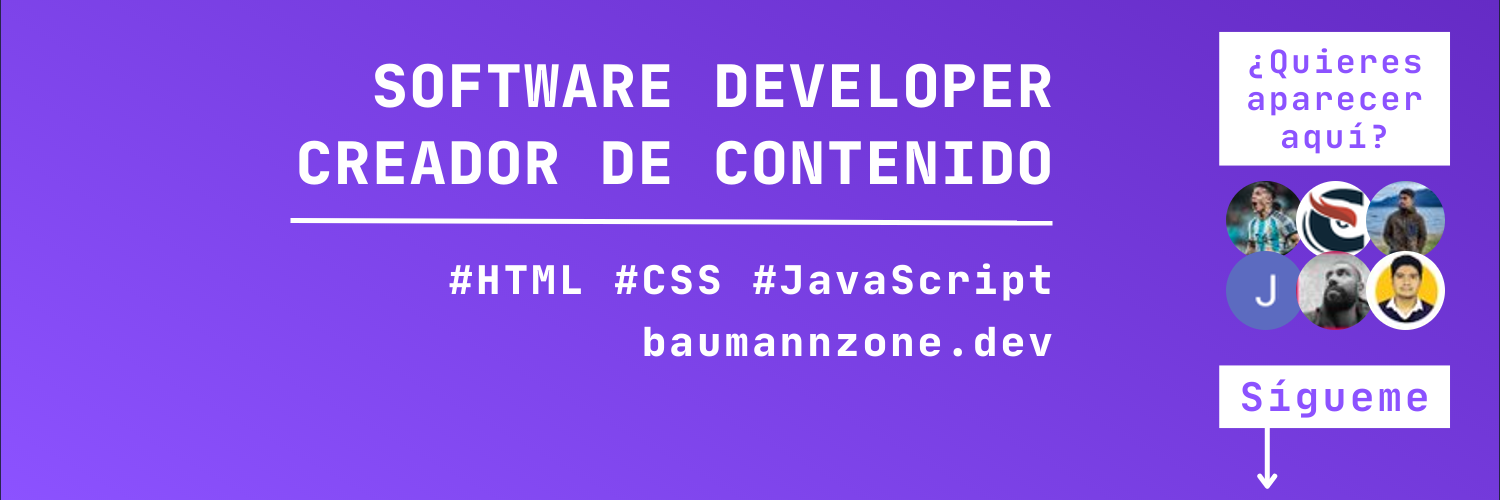 SOFTWARE DEVELOPER
CREADOR DE CONTENIDO
#HTML #CSS #JavaScript
baumannzone.dev
¿Quieres
aparecer
aquí?
J
Sígueme